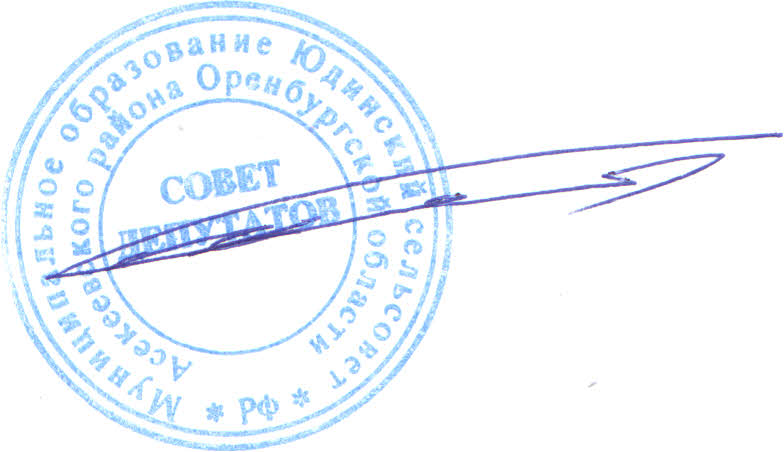 Муниципальное образование Юдинский сельсовет * РФ *
Асекеевского района Оренбургской области
СОВЕТ
ДЕПУТАТОВ